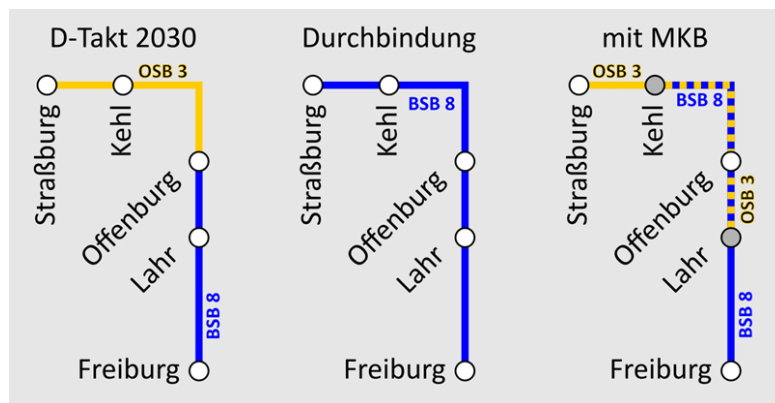 D-Takt 2030
OSB 3
Straßburg
Kehl
Offenburg
Lahr
BSB 8
Freiburg
Durchbindung
BSB 8
Straßburg
Kehl
Offenburg
Lahr
Freiburg
mit MKB
OSB 3
BSB 8
Straßburg
Kehl
Offenburg
OSB 3
Lahr
BSB 8
Freiburg